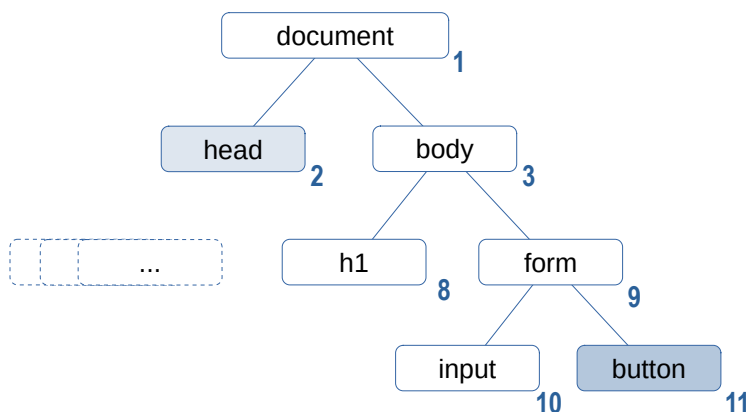 document
1
head
2
body
3
...
h1
8
form
9
input
10
button
11